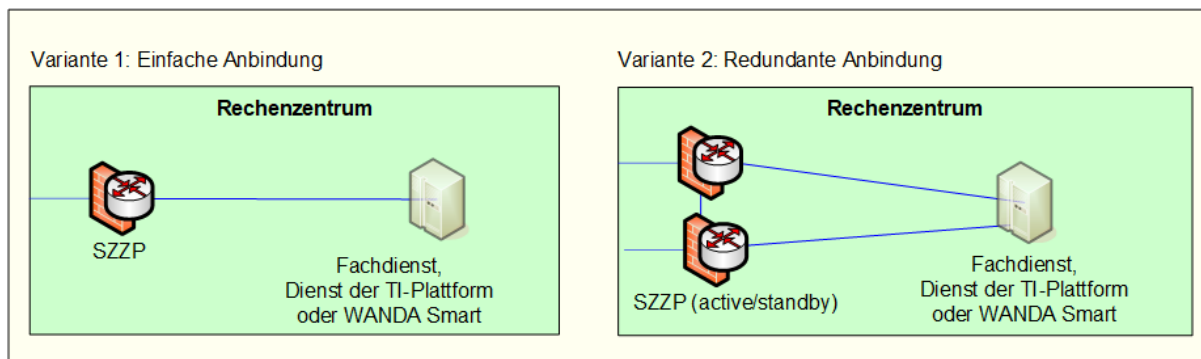 Variante 1: Einfache Anbindung
Rechenzentrum
SZZP
Fachdienst,
Dienst der TI-Plattform
oder WANDA Smart
Variante 2: Redundante Anbindung
Rechenzentrum
SZZP (active/standby)
Fachdienst,
Dienst der TI-Plattform
oder WANDA Smart